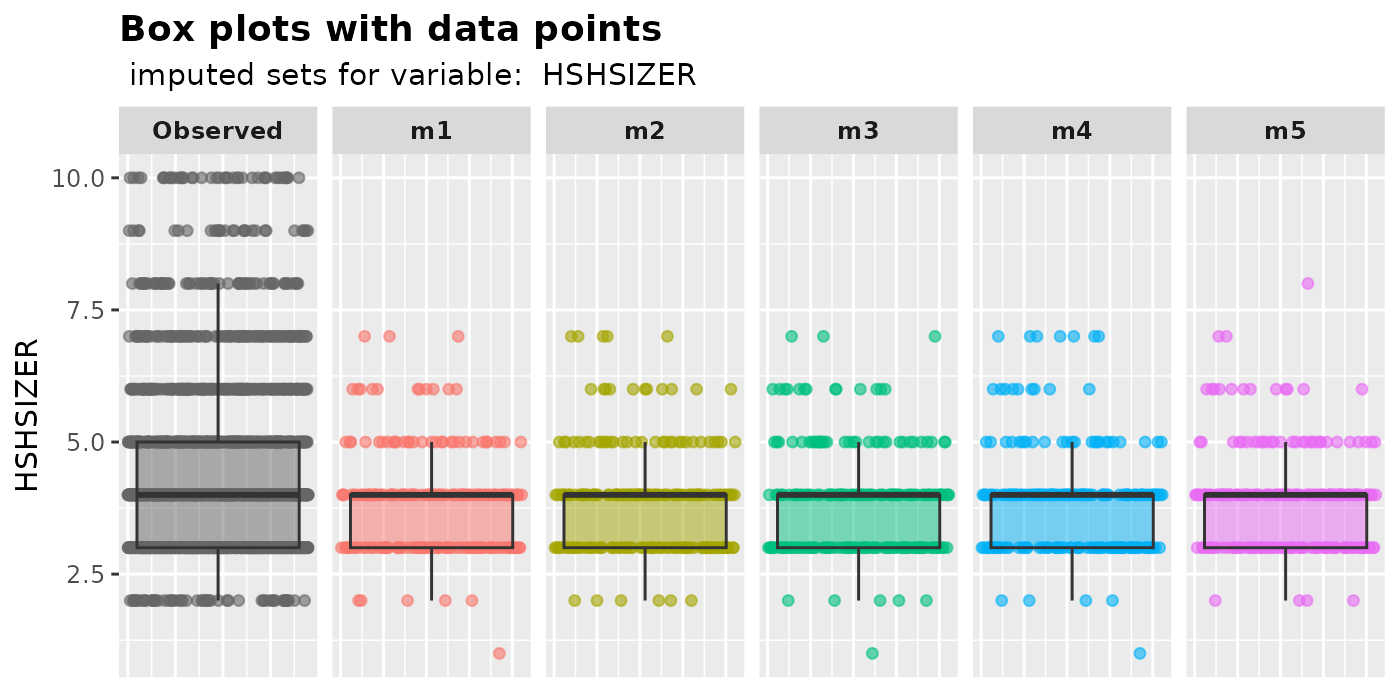 Box plots with data points
imputed sets for variable:  HSHSIZER
Observed m1 m2 m3 m4 m5
10.0
7.5
5.0
2.5
HSHSIZER